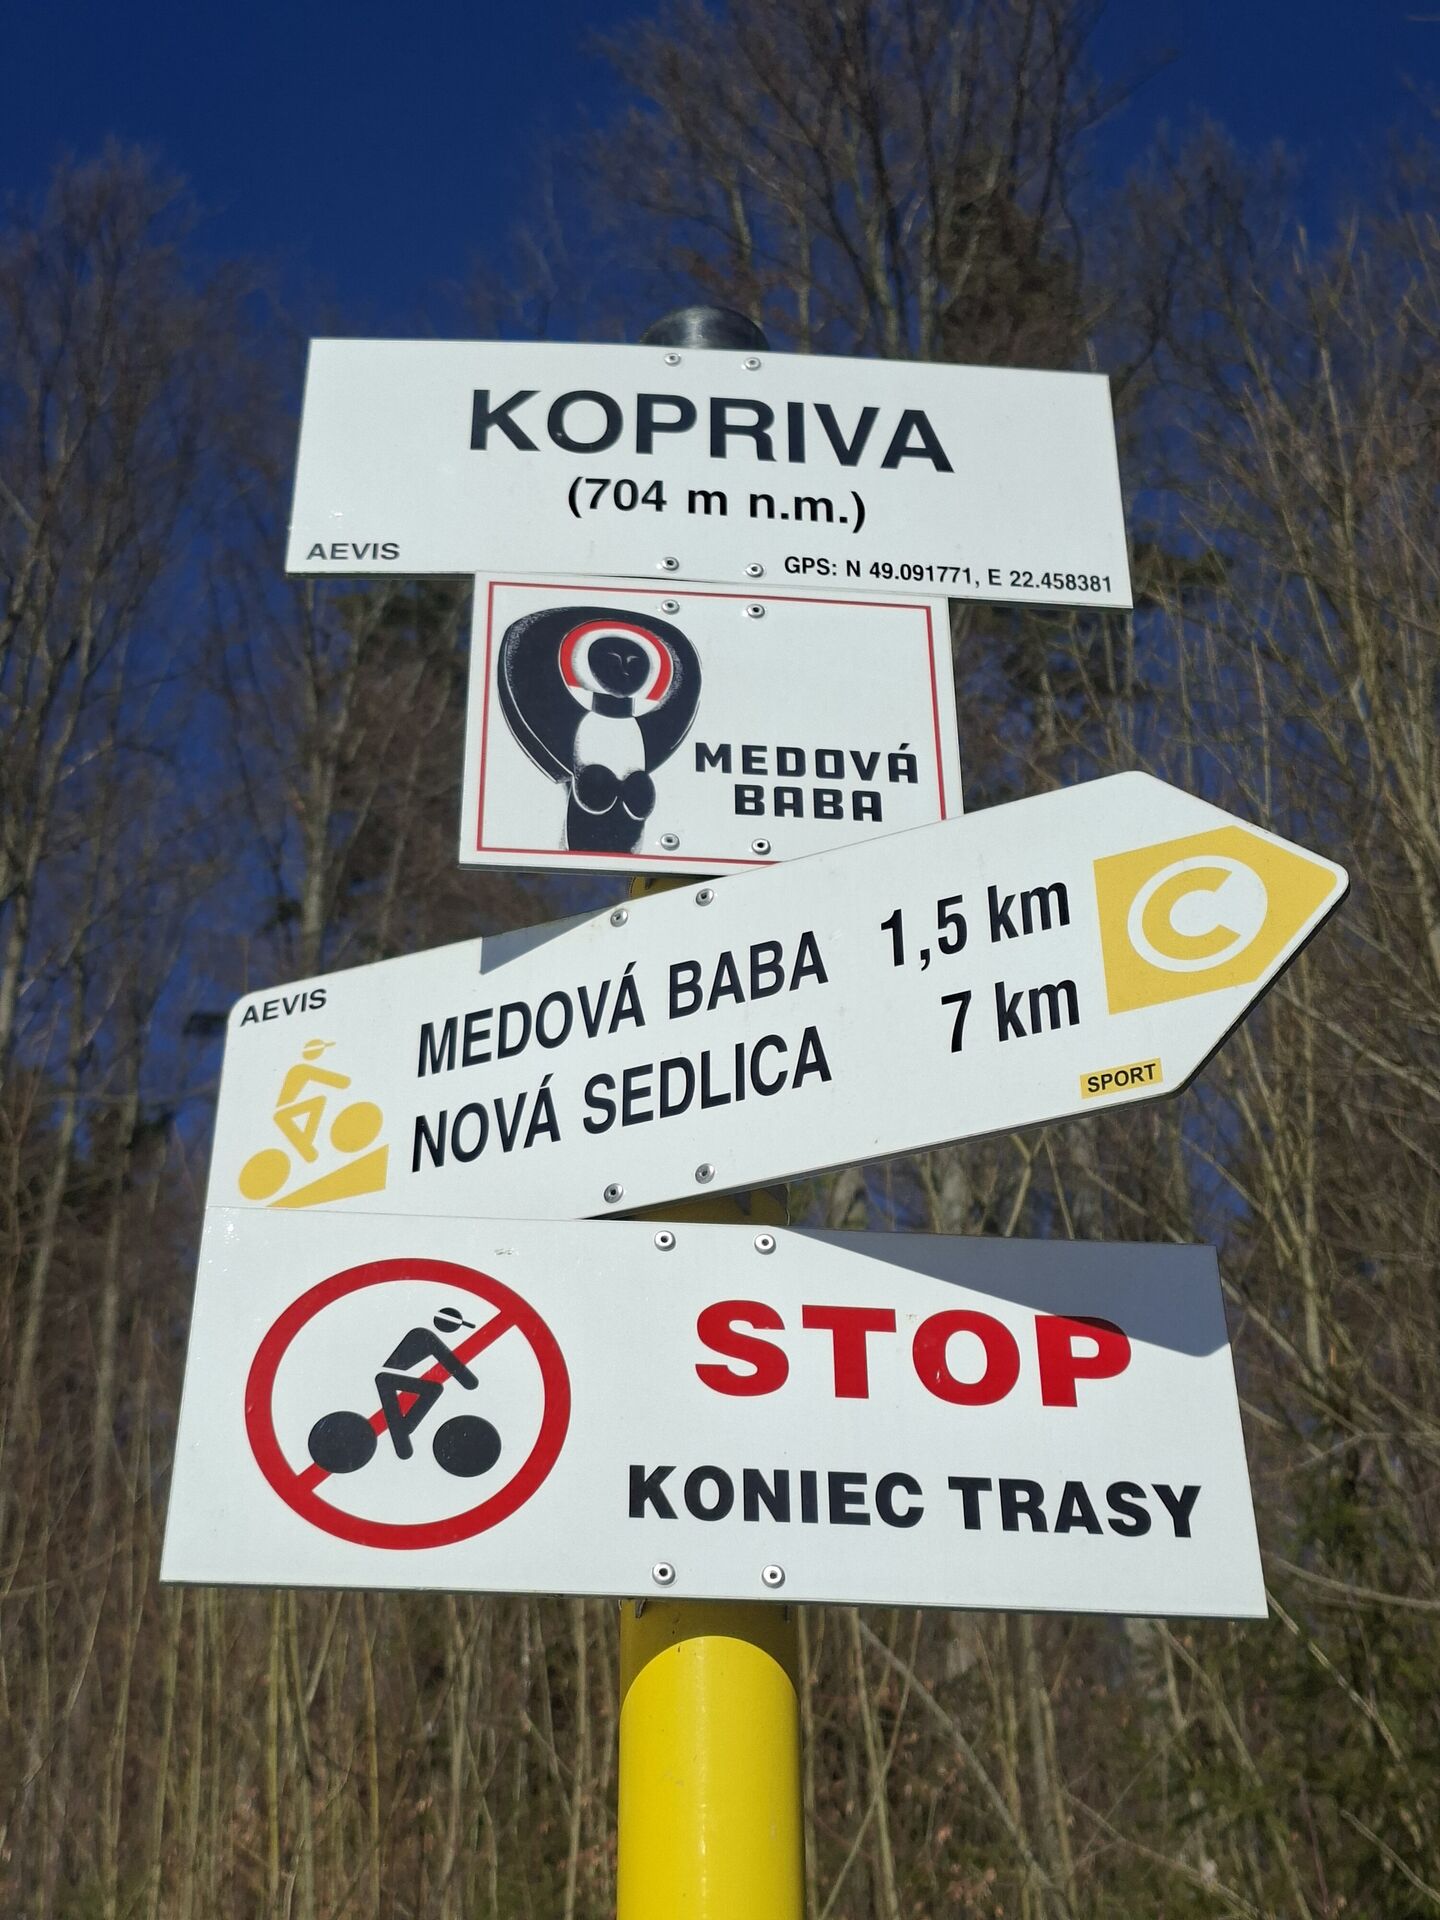 KOPRIVA
(704 m n.m.)
AEVIS
GPS: N 49.091771, E 22.458381
MEDOVÁ
BABA
AEVIS
MEDOVÁ BABA 1,5 km
NOVÁ SEDLICA 7 km
C
SPORT
STOP
KONIEC TRASY